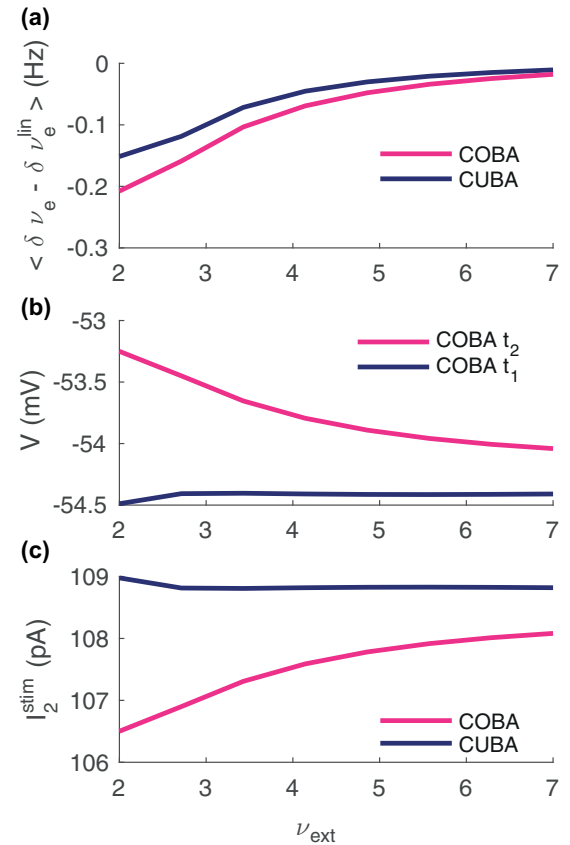 (a)
< δ ν_e - δ ν_e^lin > (Hz)
0
-0.1
-0.2
-0.3
COBA
CUBA
2 3 4 5 6 7
(b)
V (mV)
-53
-53.5
-54
-54.5
COBA t_2
COBA t_1
2 3 4 5 6 7
(c)
I_2^stim (pA)
109
108
107
106
COBA
CUBA
2 3 4 5 6 7
ν_ext